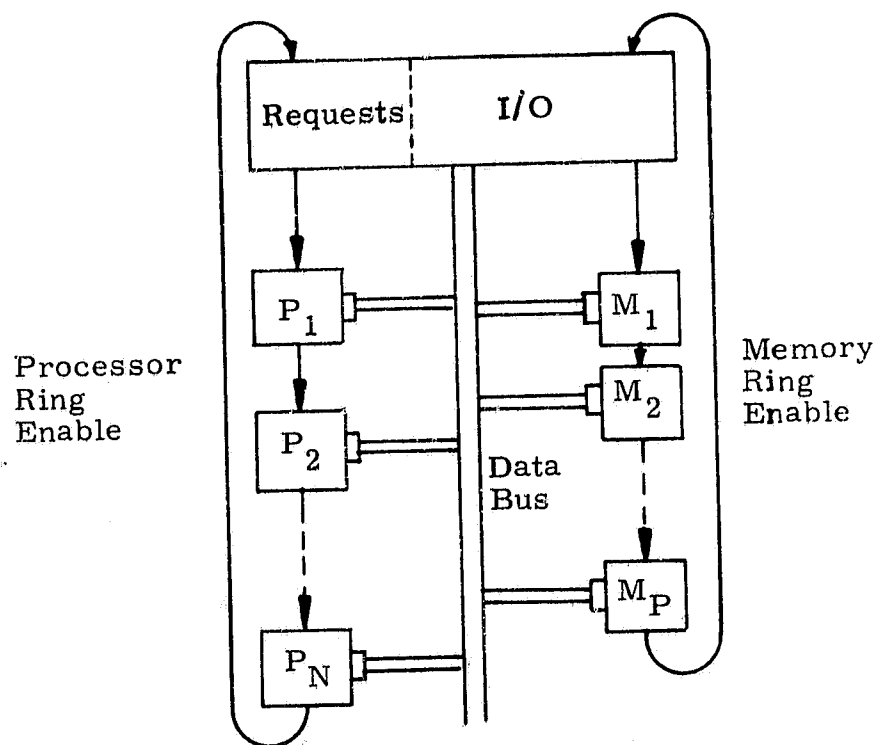 Requests
I/O
P1
M1
Processor
Ring
Enable
Memory
Ring
Enable
M2
P2
Data
Bus
MP
PN